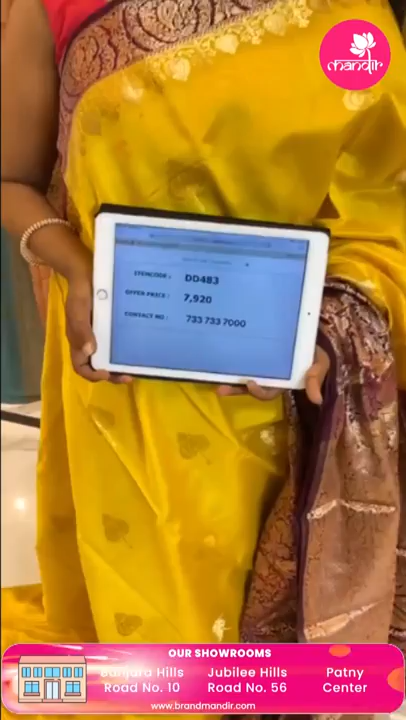 mandir
ITEMCODE : DD483
OFFER PRICE : 7,920
CONTACT NO : 733 733 7000
OUR SHOWROOMS
Banjara Hills
Road No. 10
Jubilee Hills
Road No. 56
Patny
Center
www.brandmandir.com